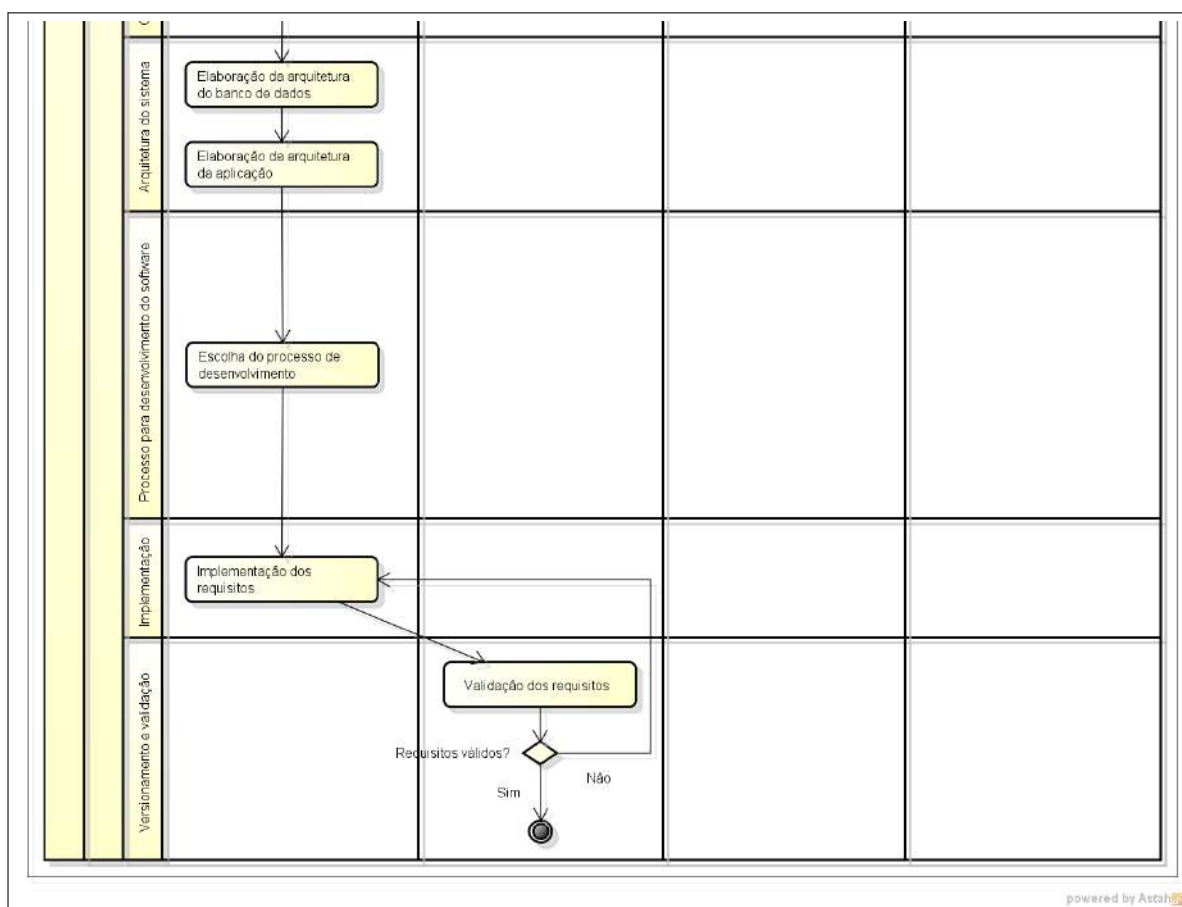 Arquitetura do sistema
Elaboração da arquitetura
do banco de dados
Elaboração da arquitetura
da aplicação
Processo para desenvolvimento do software
Escolha do processo de
desenvolvimento
Implementação
Implementação dos
requisitos
Versionamento e validação
Validação dos requisitos
Requisitos válidos?
Não
Sim
powered by Astah